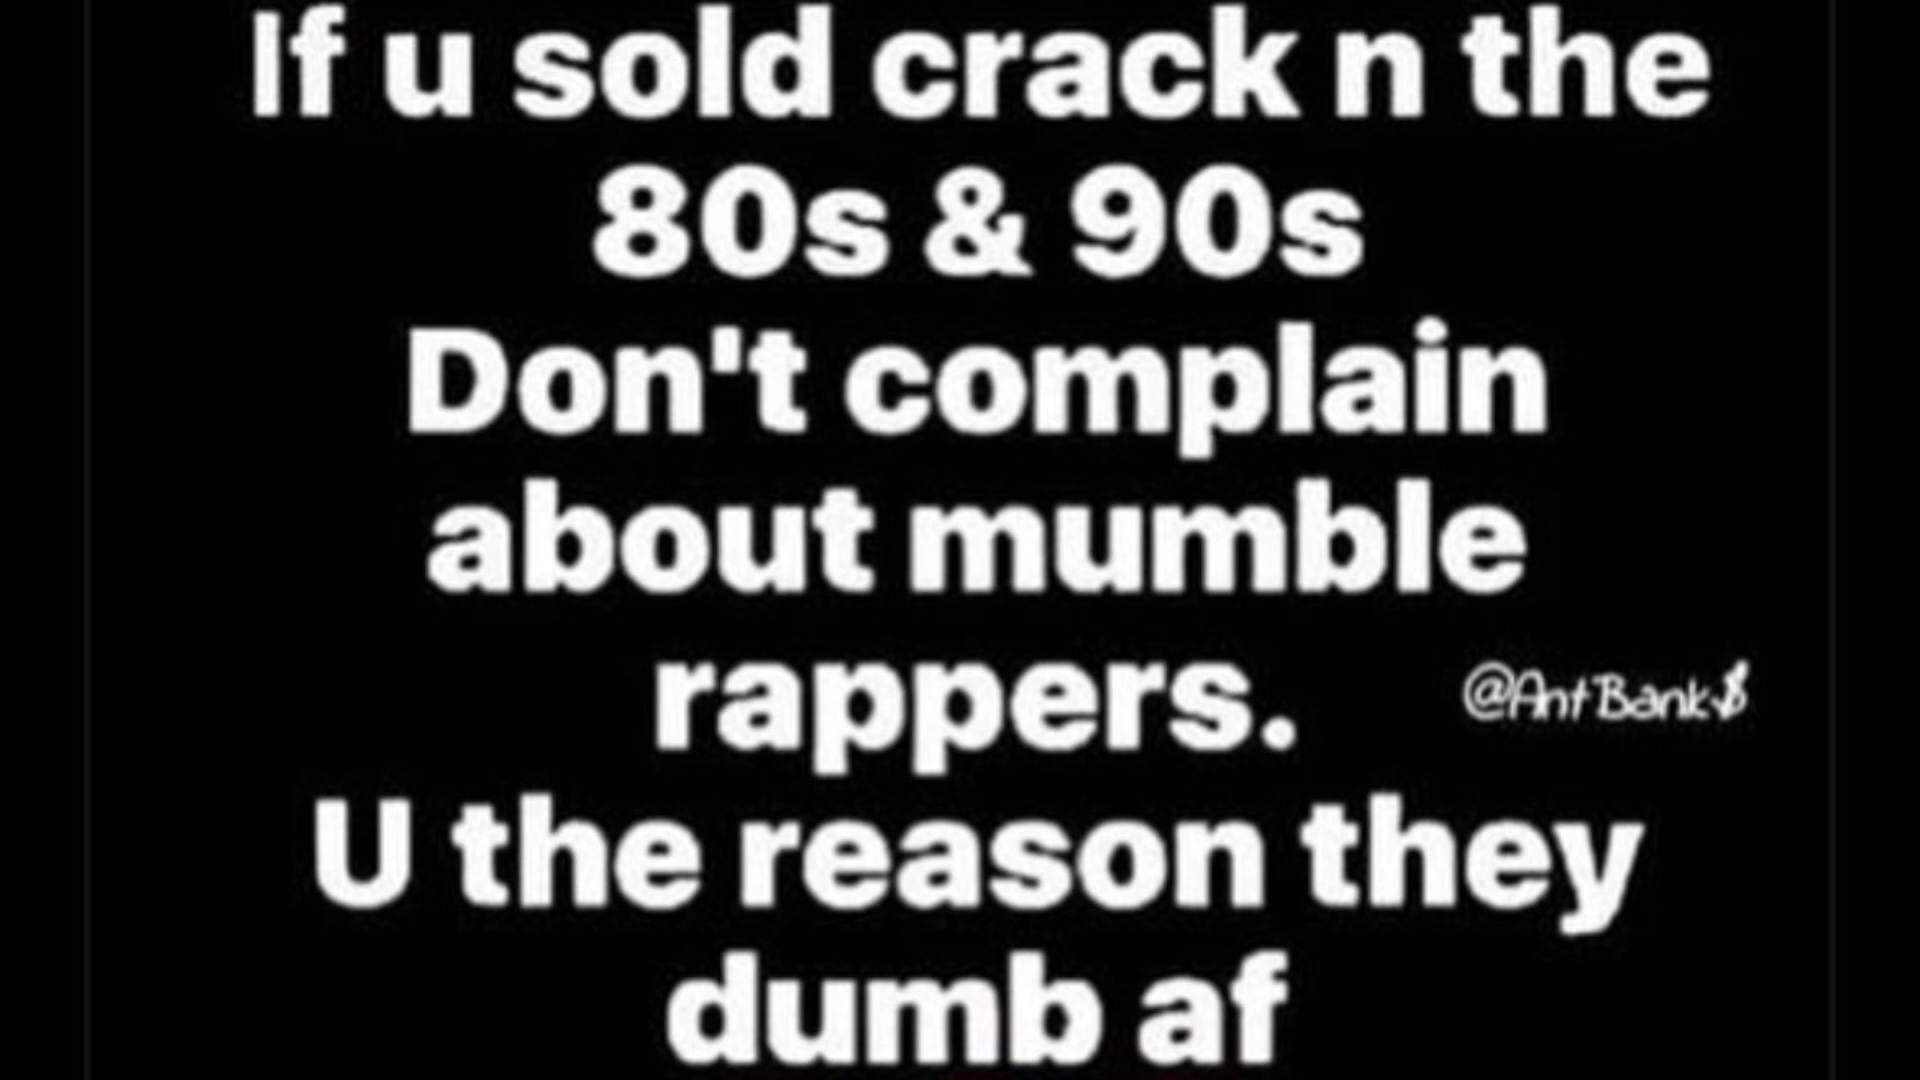 If u sold crack n the
80s & 90s
Don't complain
about mumble
rappers.
@AntBank$
U the reason they
dumb af